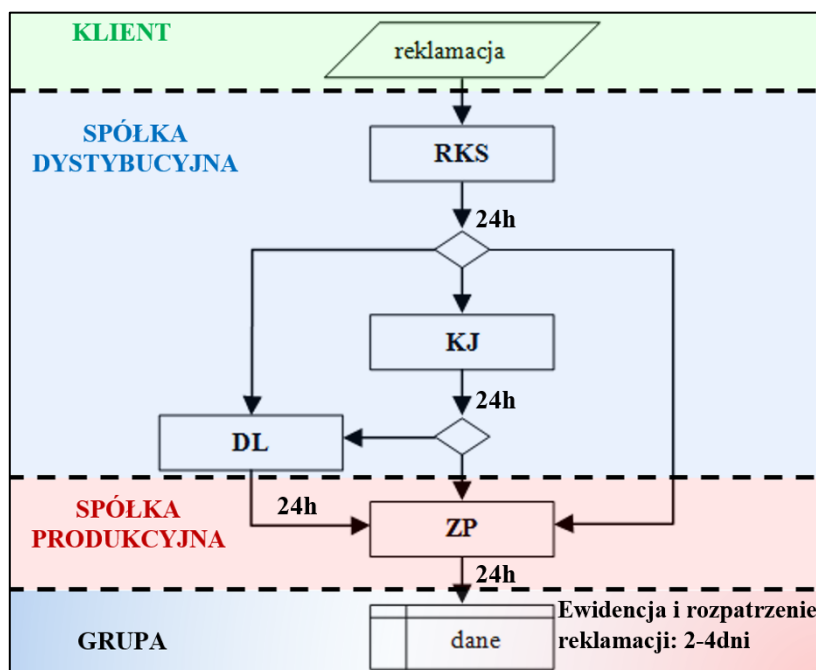 KLIENT
reklamacja
SPÓŁKA
DYSTYBUCYJNA
RKS
24h
KJ
24h
DL
SPÓŁKA
PRODUKCYJNA
24h
ZP
24h
GRUPA
dane
Ewidencja i rozpatrzenie
reklamacji: 2-4dni